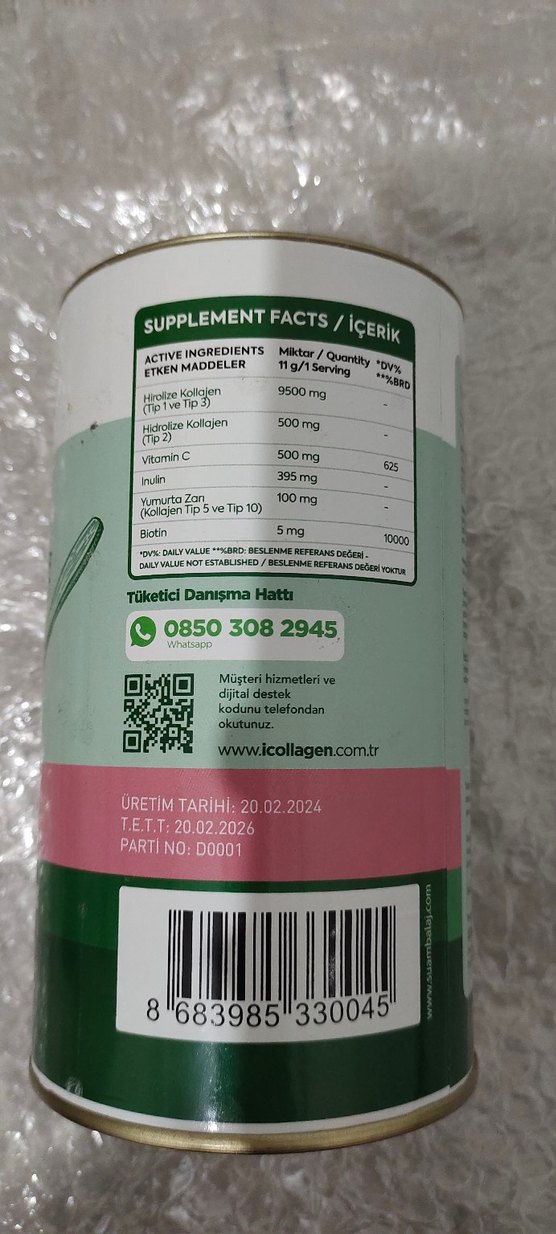 SUPPLEMENT FACTS / İÇERİK
ACTIVE INGREDIENTS
ETKEN MADDELER
Miktar / Quantity
11 g/1 Serving
*DV%
**%BRD
Hirolize Kollajen
(Tip 1 ve Tip 3)
9500 mg
-
Hidrolize Kollajen
(Tip 2)
500 mg
-
Vitamin C
500 mg
625
Inulin
395 mg
-
Yumurta Zarı
(Kollajen Tip 5 ve Tip 10)
100 mg
-
Biotin
5 mg
10000
*DV%: DAILY VALUE **%BRD: BESLENME REFERANS DEĞERİ -
DAILY VALUE NOT ESTABLISHED / BESLENME REFERANS DEĞERİ YOKTUR
Tüketici Danışma Hattı
0850 308 2945
Whatsapp
Müşteri hizmetleri ve
dijital destek
kodunu telefondan
okutunuz.
www.icollagen.com.tr
ÜRETİM TARİHİ: 20.02.2024
T.E.T.T: 20.02.2026
PARTİ NO: D0001
8 683985 330045
www.suambalaj.com